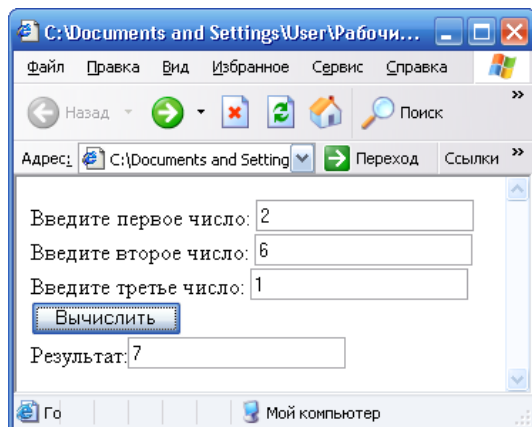 C:\Documents and Settings\User\Рабочи...
Файл Правка Вид Избранное Сервис Справка »
Назад Поиск »
Адрес: C:\Documents and Setting Переход Ссылки »
Введите первое число: 2
Введите второе число: 6
Введите третье число: 1
Вычислить
Результат: 7
Го Мой компьютер